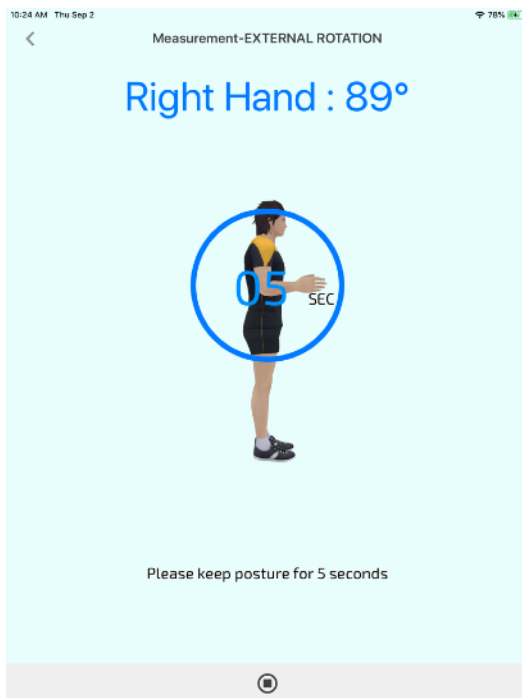 10:24 AM Thu Sep 2
78%
Measurement-EXTERNAL ROTATION
Right Hand : 89°
05
SEC
Please keep posture for 5 seconds